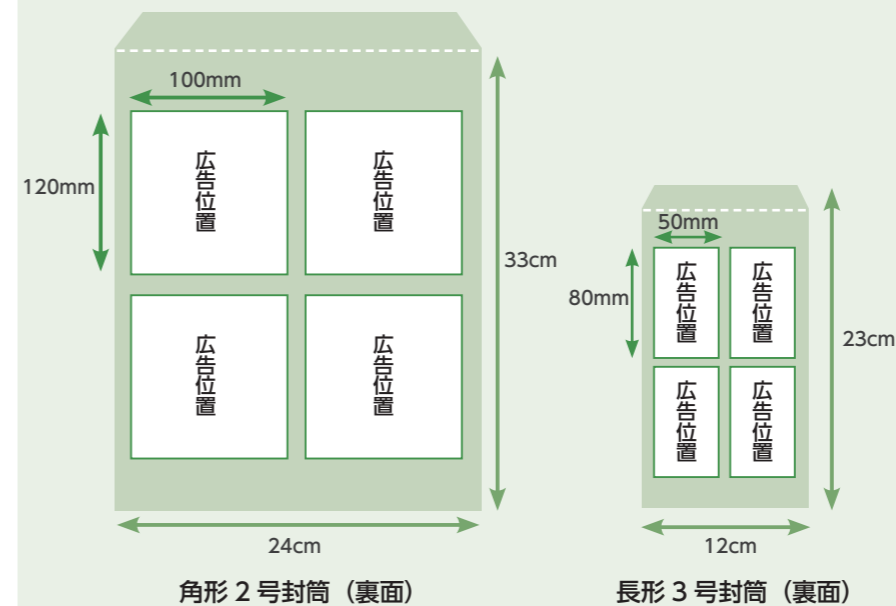 100mm
120mm
広告位置
広告位置
広告位置
広告位置
33cm
24cm
角形 2 号封筒（裏面）
50mm
80mm
広告位置
広告位置
広告位置
広告位置
23cm
12cm
長形 3 号封筒（裏面）